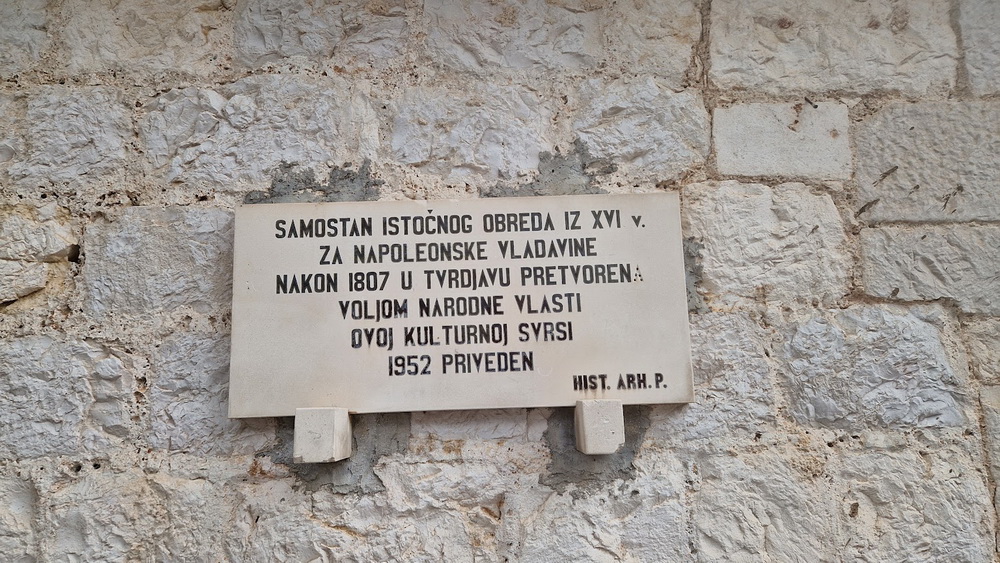 SAMOSTAN ISTOČNOG OBREDA IZ XVI v.
ZA NAPOLEONSKE VLADAVINE
NAKON 1807 U TVRDJAVU PRETVORENA
VOLJOM NARODNE VLASTI
OVOJ KULTURNOJ SVRSI
1952 PRIVEDEN
HIST. ARH. P.